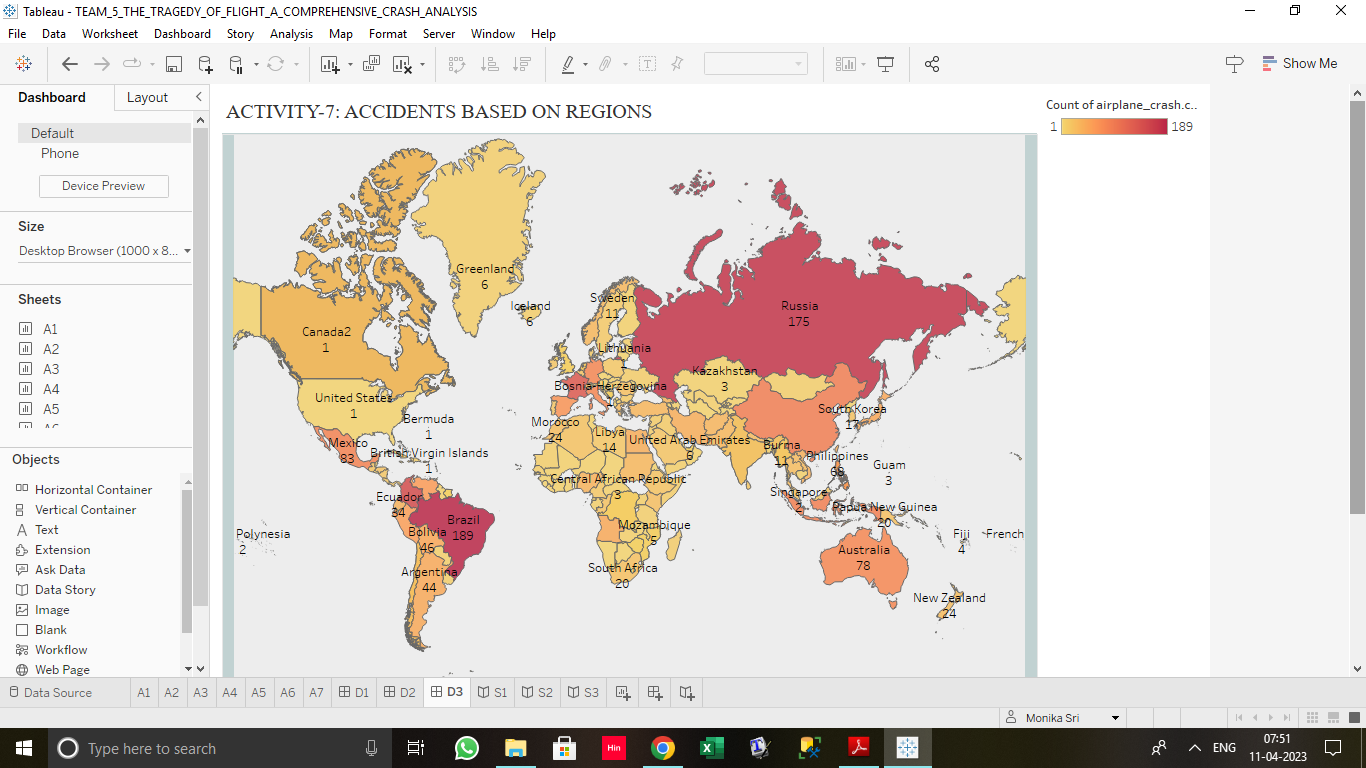 Tableau - TEAM_5_THE_TRAGEDY_OF_FLIGHT_A_COMPREHENSIVE_CRASH_ANALYSIS
File Data Worksheet Dashboard Story Analysis Map Format Server Window Help
Show Me
Dashboard Layout
Default
Phone
Device Preview
Size
Desktop Browser (1000 x 8...
Sheets
A1
A2
A3
A4
A5
Objects
Horizontal Container
Vertical Container
Text
Extension
Ask Data
Data Story
Image
Blank
Workflow
Web Page
ACTIVITY-7: ACCIDENTS BASED ON REGIONS
Count of airplane_crash.c..
1 189
Greenland
6
Iceland
6
Sweden
11
Russia
175
Canada2
1
Lithuania
1
Kazakhstan
3
Bosnia-Herzegovina
1
United States
1
Bermuda
1
South Korea
17
Morocco
24
Libya
14
United Arab Emirates
6
Burma
11
Mexico
83
British Virgin Islands
1
Philippines
68
Guam
3
Central African Republic
3
Singapore
2
Ecuador
34
Papua New Guinea
20
Brazil
189
Mozambique
5
Bolivia
46
Polynesia
2
Fiji
4
French
Australia
78
Argentina
44
South Africa
20
New Zealand
24
Data Source A1 A2 A3 A4 A5 A6 A7 D1 D2 D3 S1 S2 S3
Monika Sri
Type here to search
Hin
ENG
07:51
11-04-2023